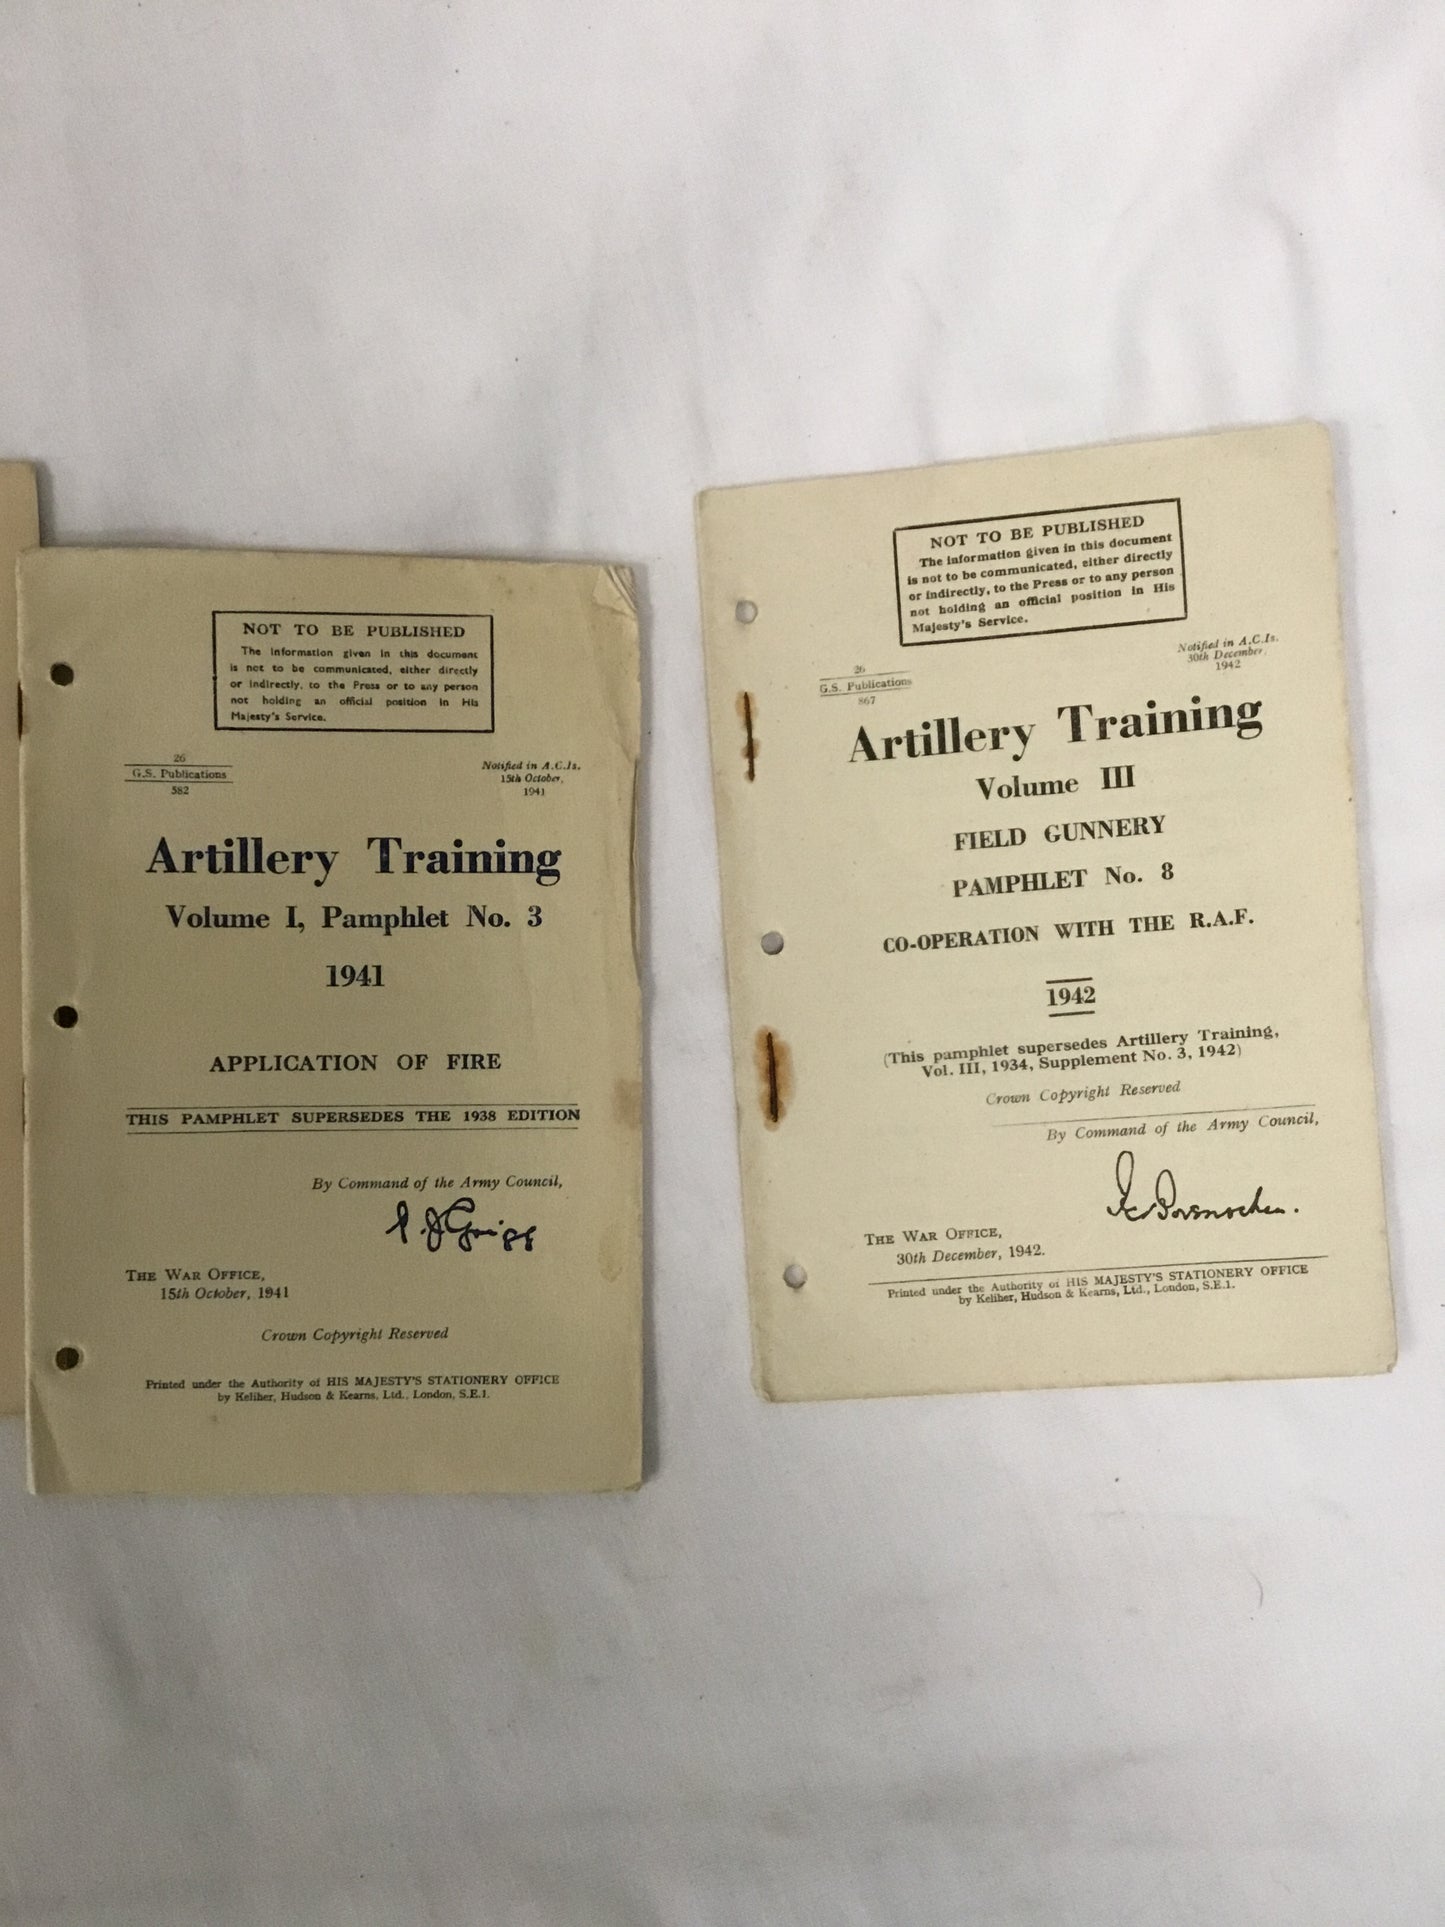 NOT TO BE PUBLISHED
The information given in this document
is not to be communicated, either directly
or indirectly, to the Press or to any person
not holding an official position in His
Majesty's Service.
26
G.S. Publications
582
Notified in A.C.Is.
15th October,
1941
Artillery Training
Volume I, Pamphlet No. 3
1941
APPLICATION OF FIRE
THIS PAMPHLET SUPERSEDES THE 1938 EDITION
By Command of the Army Council,
P J Grigg
THE WAR OFFICE,
15th October, 1941
Crown Copyright Reserved
Printed under the Authority of HIS MAJESTY'S STATIONERY OFFICE
by Keliher, Hudson & Kearns, Ltd., London, S.E.1.
NOT TO BE PUBLISHED
The information given in this document
is not to be communicated, either directly
or indirectly, to the Press or to any person
not holding an official position in His
Majesty's Service.
26
G.S. Publications
867
Notified in A.C.Is.
30th December,
1942
Artillery Training
Volume III
FIELD GUNNERY
PAMPHLET No. 8
CO-OPERATION WITH THE R.A.F.
1942
(This pamphlet supersedes Artillery Training,
Vol. III, 1934, Supplement No. 3, 1942)
Crown Copyright Reserved
By Command of the Army Council,
THE WAR OFFICE,
30th December, 1942.
Printed under the Authority of HIS MAJESTY'S STATIONERY OFFICE
by Keliher, Hudson & Kearns, Ltd., London, S.E.1.